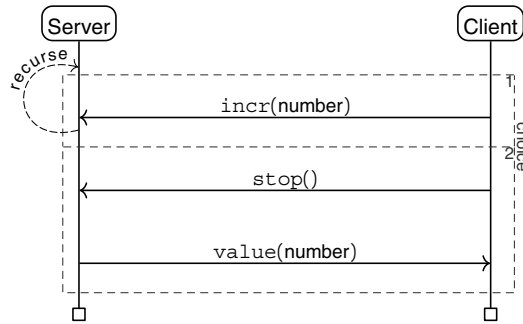 Server
Client
recurse
1
incr(number)
choice
2
stop()
value(number)